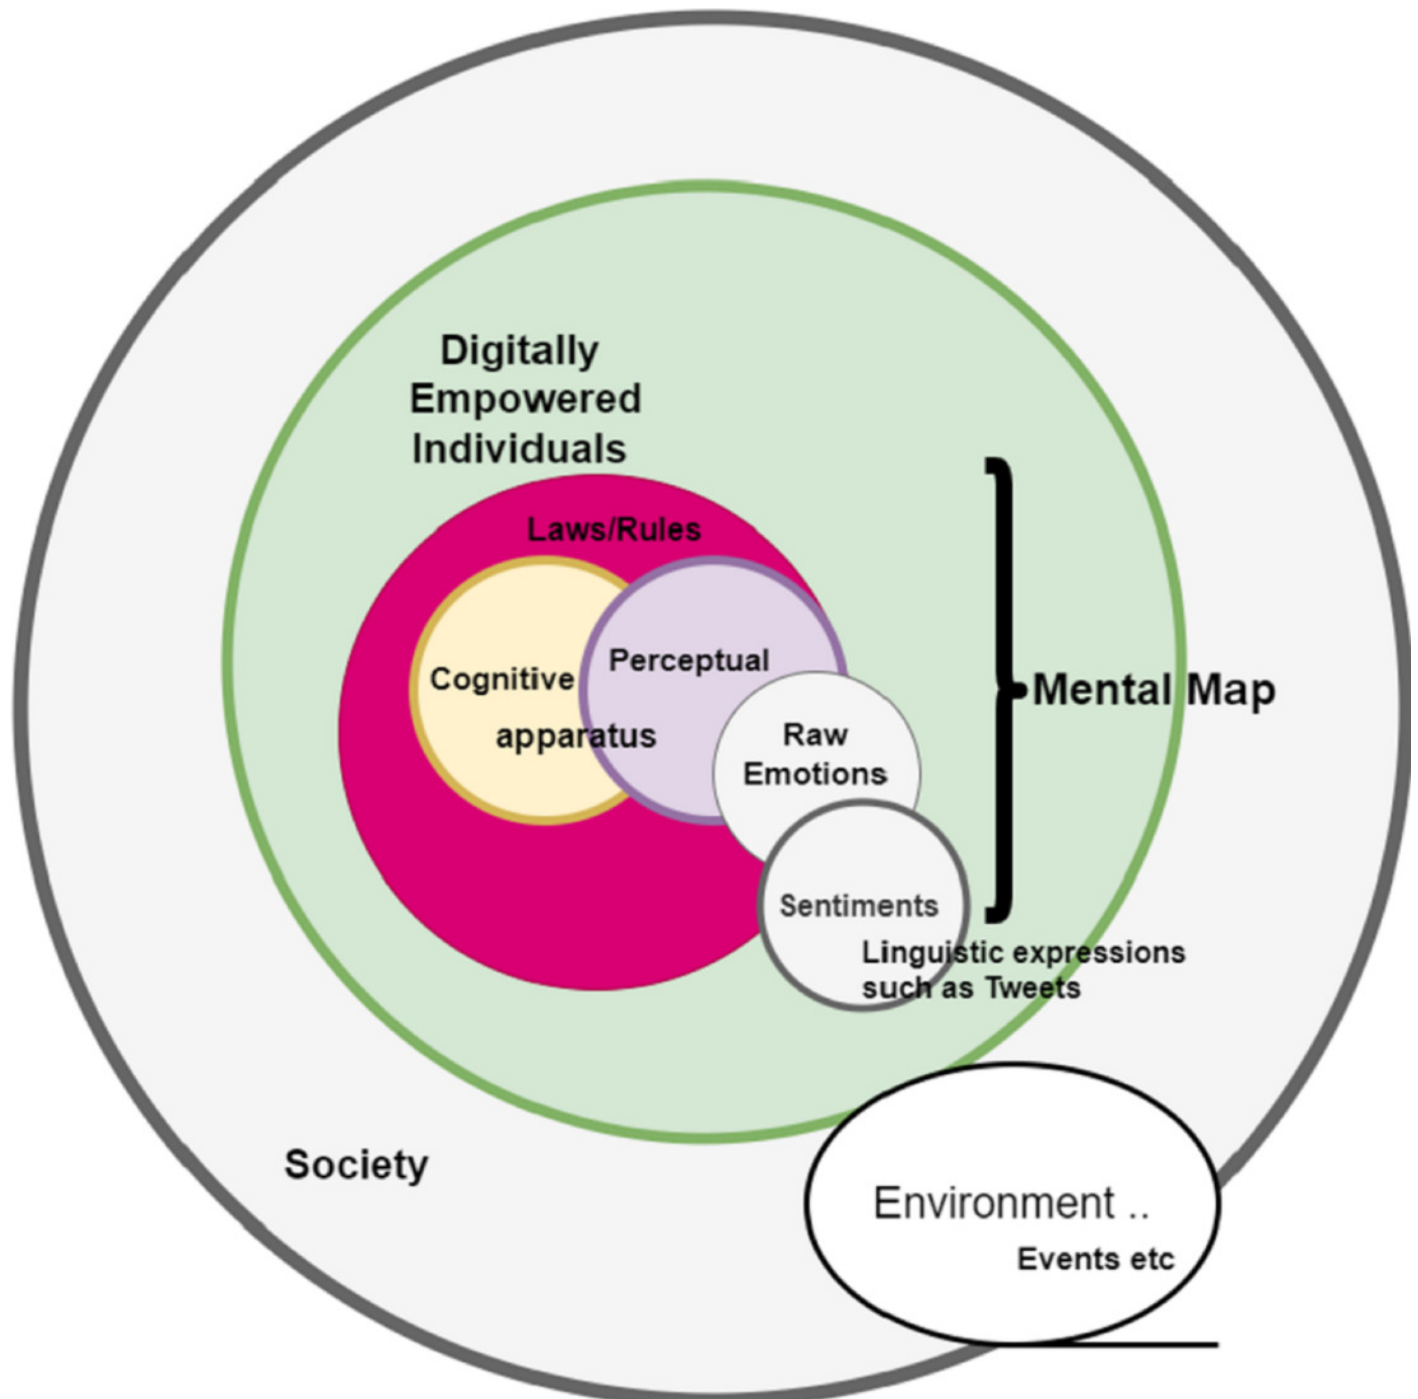 Digitally
Empowered
Individuals
Laws/Rules
Cognitive
Perceptual
apparatus
Raw
Emotions
Mental Map
Sentiments
Linguistic expressions
such as Tweets
Society
Environment ..
Events etc